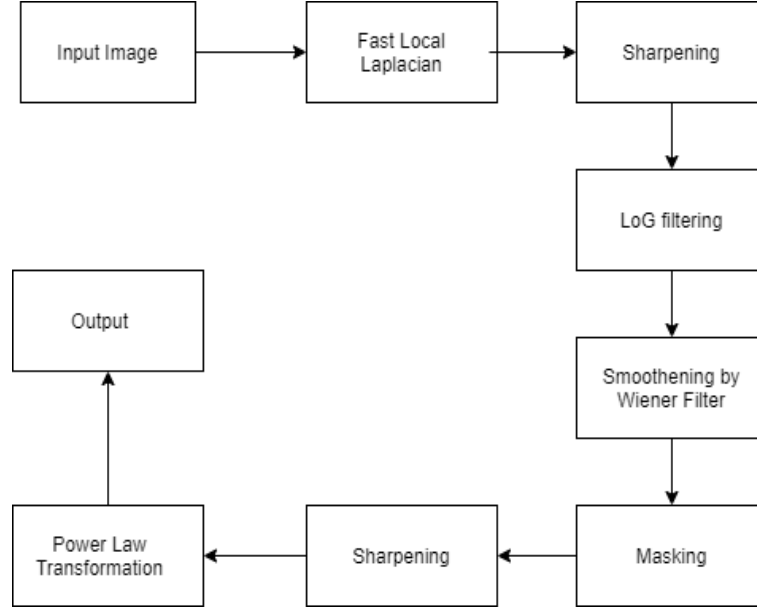 Input Image
Fast Local
Laplacian
Sharpening
LoG filtering
Smoothening by
Wiener Filter
Masking
Sharpening
Power Law
Transformation
Output